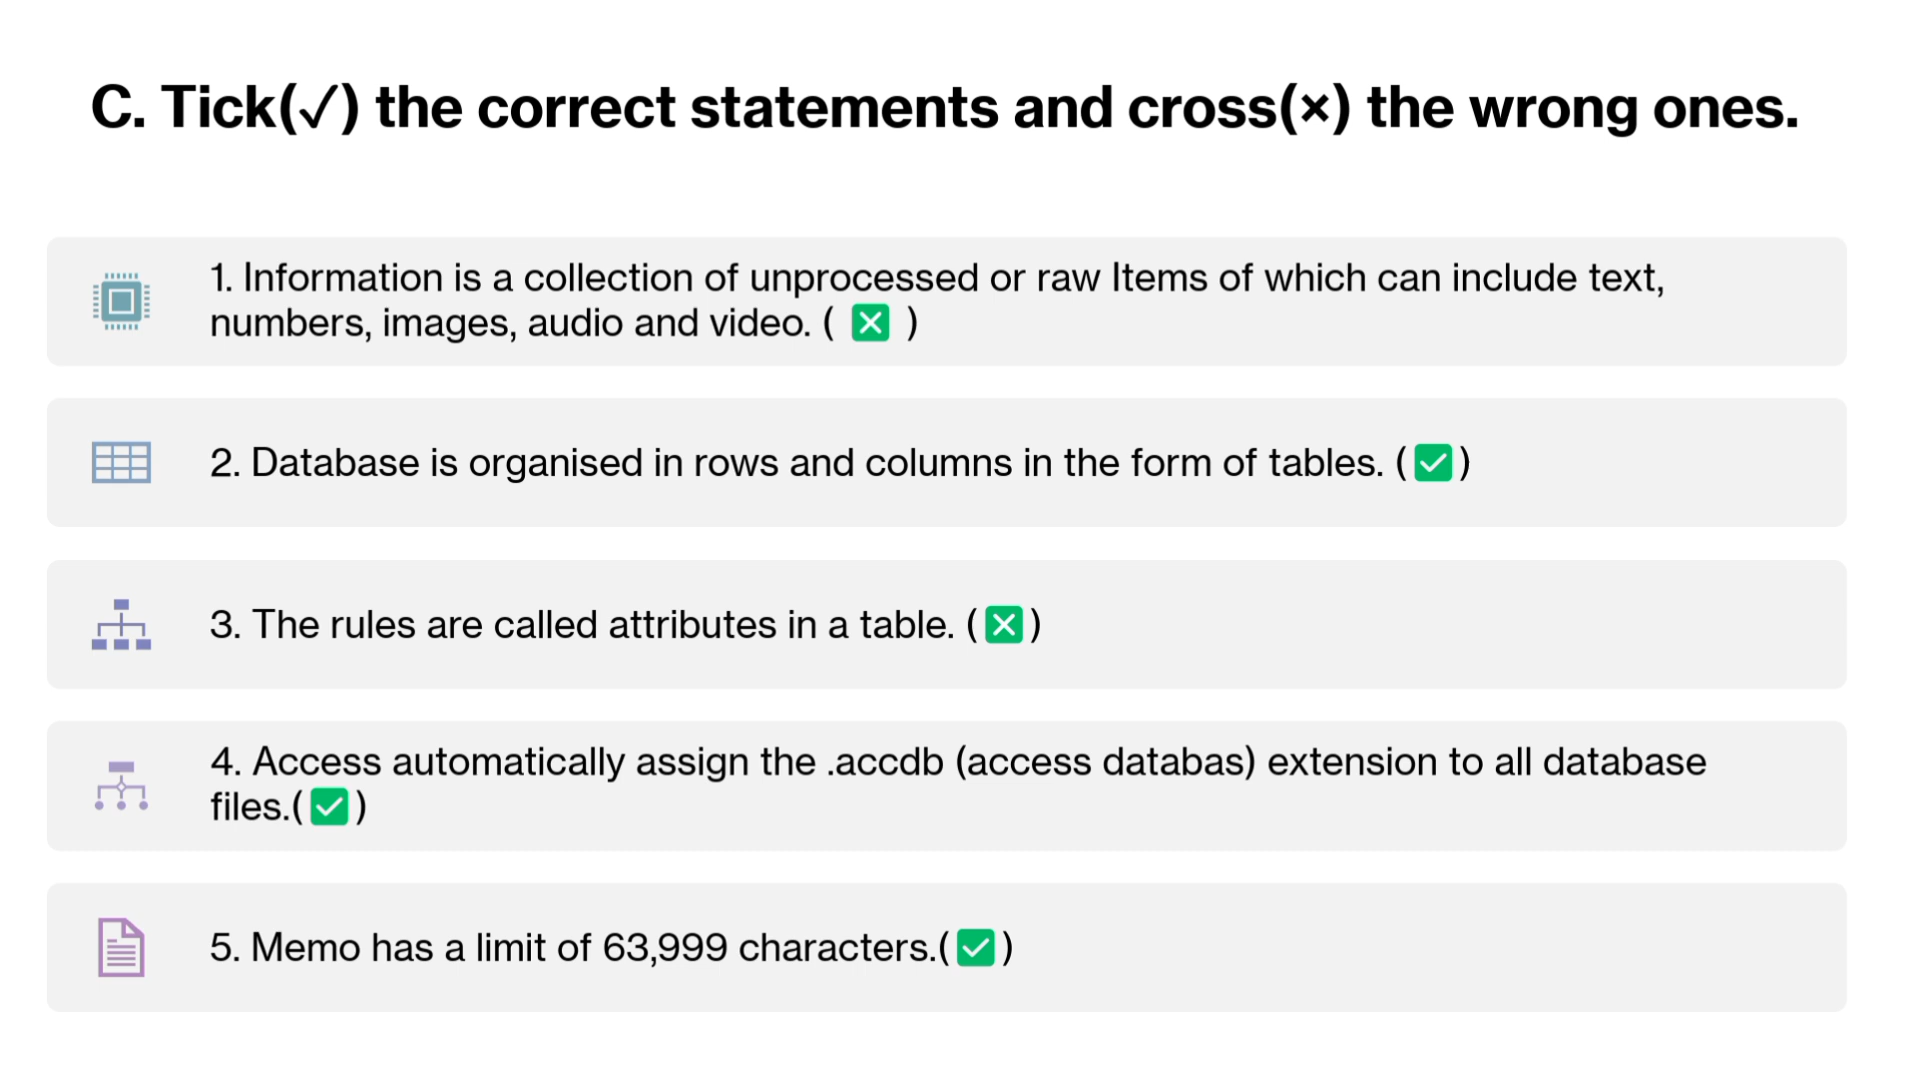 C. Tick(✓) the correct statements and cross(×) the wrong ones.
1. Information is a collection of unprocessed or raw Items of which can include text,
numbers, images, audio and video. ( ❎ )
2. Database is organised in rows and columns in the form of tables. (✅)
3. The rules are called attributes in a table. (❎)
4. Access automatically assign the .accdb (access databas) extension to all database
files.(✅)
5. Memo has a limit of 63,999 characters.(✅)